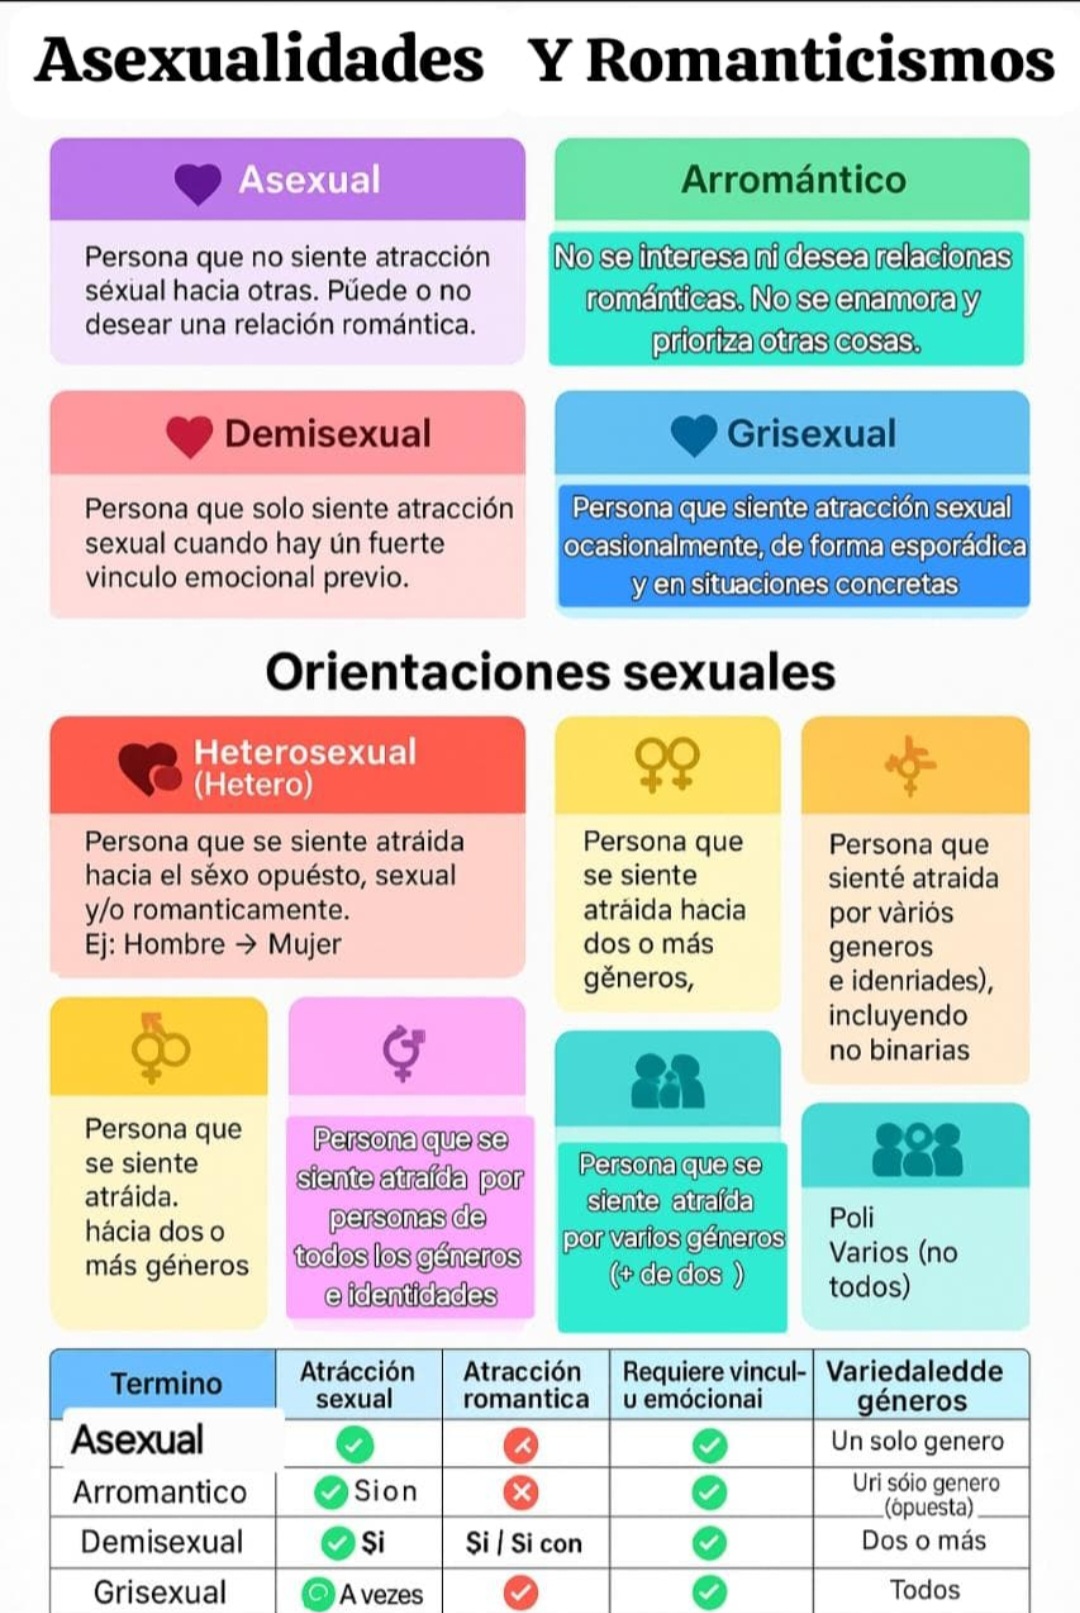 Asexualidades Y Romanticismos
Asexual
Persona que no siente atracción
séxual hacia otras. Púede o no
desear una relación romántica.
Arromántico
No se interesa ni desea relacionas
románticas. No se enamora y
prioriza otras cosas.
Demisexual
Persona que solo siente atracción
sexual cuando hay ún fuerte
vinculo emocional previo.
Grisexual
Persona que siente atracción sexual
ocasionalmente, de forma esporádica
y en situaciones concretas
Orientaciones sexuales
Heterosexual
(Hetero)
Persona que se siente atráida
hacia el séxo opuésto, sexual
y/o romanticamente.
Ej: Hombre → Mujer
Persona que
se siente
atráida hacia
dos o más
gěneros,
Persona que
sienté atraida
por vàriós
generos
e idenriades),
incluyendo
no binarias
Persona que
se siente
atráida.
hácia dos o
más géneros
Persona que se
siente atraída por
personas de
todos los géneros
e identidades
Persona que se
siente atraída
por varios géneros
(+ de dos )
Poli
Varios (no
todos)
Termino
Atrácción
sexual
Atracción
romantica
Requiere vincul-
u emócionai
Variedaledde
géneros
Asexual
Un solo genero
Arromantico
Sion
Uri sóio genero
(ópuesta)
Demisexual
Şi
Şi / Si con
Dos o más
Grisexual
A vezes
Todos